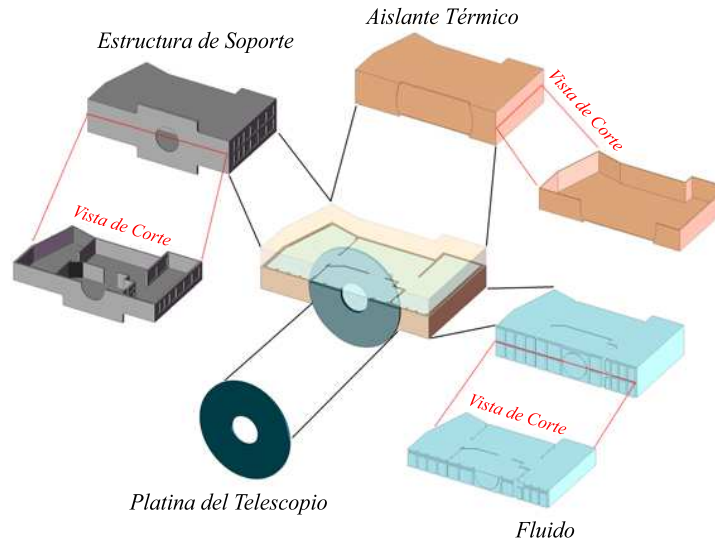 Aislante Térmico
Estructura de Soporte
Vista de Corte
Vista de Corte
Vista de Corte
Platina del Telescopio
Fluido